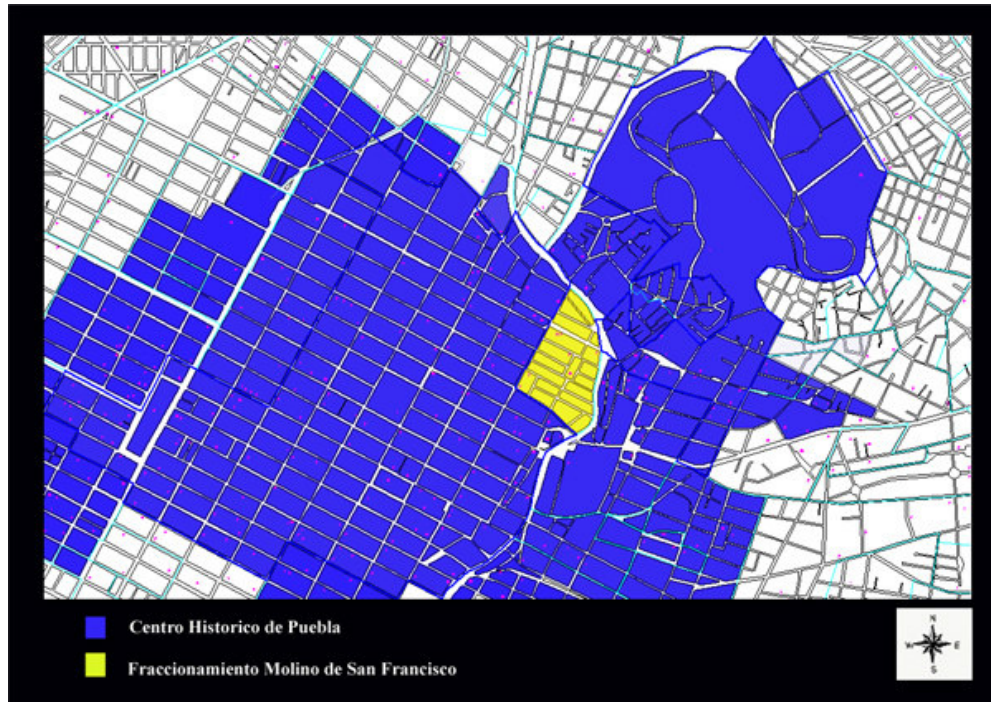 Centro Historico de Puebla
Fraccionamiento Molino de San Francisco
N
W E
S